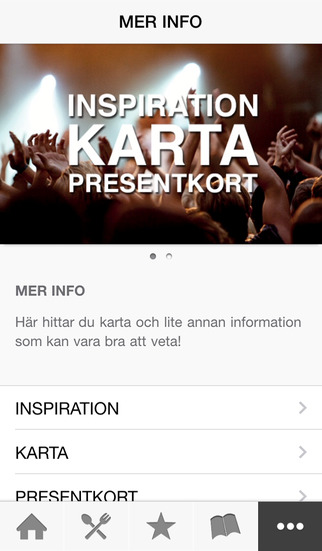 MER INFO
INSPIRATION
KARTA
PRESENTKORT
MER INFO
Här hittar du karta och lite annan information
som kan vara bra att veta!
INSPIRATION
KARTA
PRESENTKORT